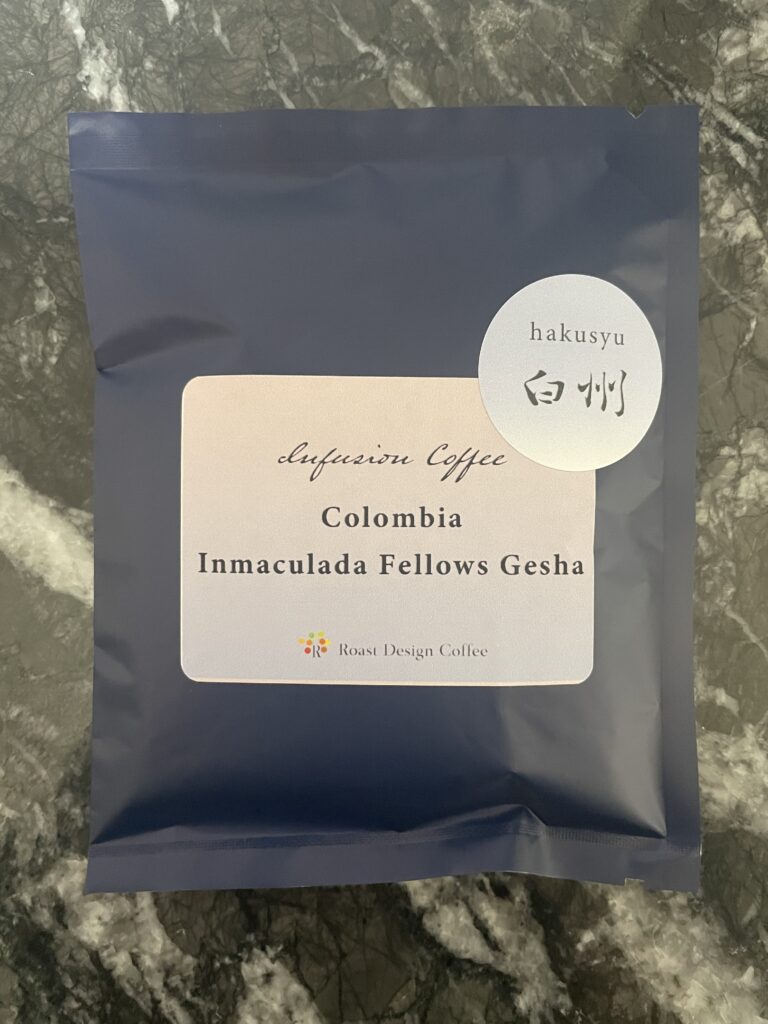 hakusyu
白州
Infusion Coffee
Colombia
Inmaculada Fellows Gesha
R Roast Design Coffee